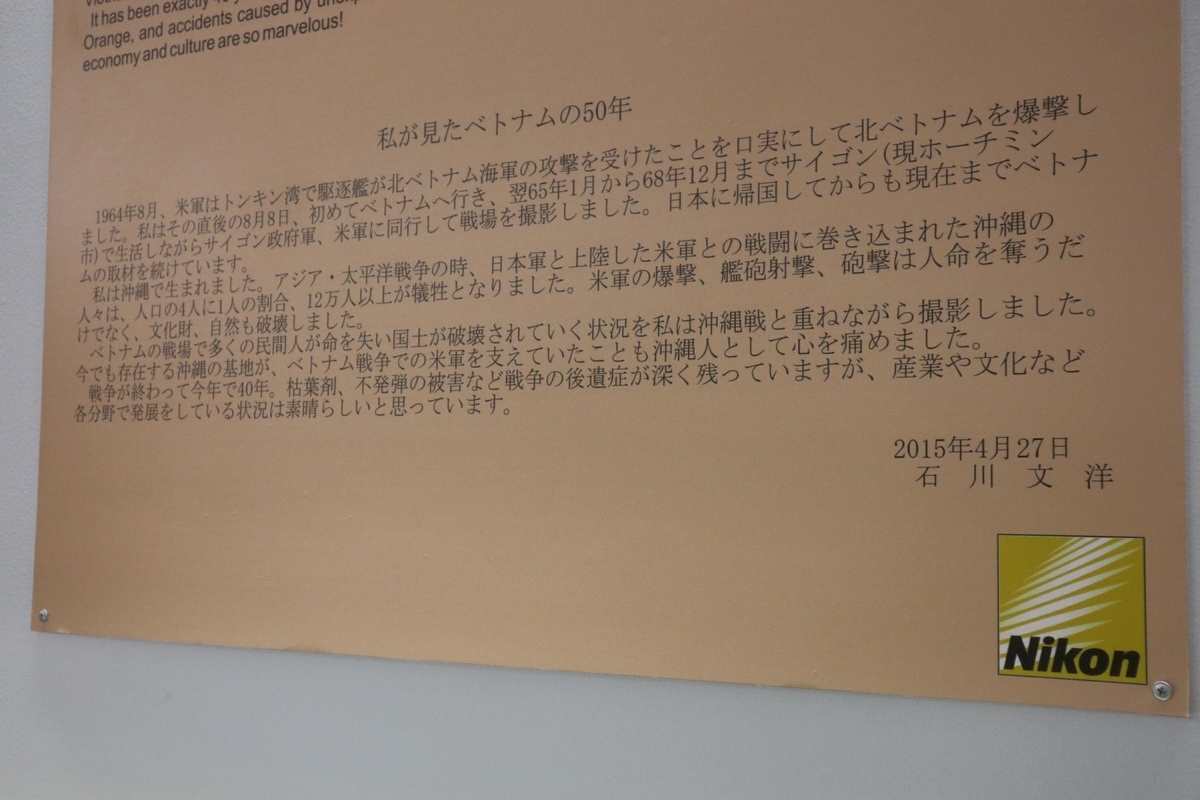 It has been exactly 40 y
Orange, and accidents caused by unexp
economy and culture are so marvelous!
私が見たベトナムの50年
1964年8月、米軍はトンキン湾で駆逐艦が北ベトナム海軍の攻撃を受けたことを口実にして北ベトナムを爆撃し
ました。私はその直後の8月8日、初めてベトナムへ行き、翌65年1月から68年12月までサイゴン(現ホーチミン
市)で生活しながらサイゴン政府軍、米軍に同行して戦場を撮影しました。日本に帰国してからも現在までベトナ
ムの取材を続けています。
私は沖縄で生まれました。アジア・太平洋戦争の時、日本軍と上陸した米軍との戦闘に巻き込まれた沖縄の
人々は、人口の4人に1人の割合、12万人以上が犠牲となりました。米軍の爆撃、艦砲射撃、砲撃は人命を奪うだ
けでなく、文化財、自然も破壊しました。
ベトナムの戦場で多くの民間人が命を失い国土が破壊されていく状況を私は沖縄戦と重ねながら撮影しました。
今でも存在する沖縄の基地が、ベトナム戦争での米軍を支えていたことも沖縄人として心を痛めました。
戦争が終わって今年で40年。枯葉剤、不発弾の被害など戦争の後遺症が深く残っていますが、産業や文化など
各分野で発展をしている状況は素晴らしいと思っています。
2015年4月27日
石 川 文 洋
Nikon